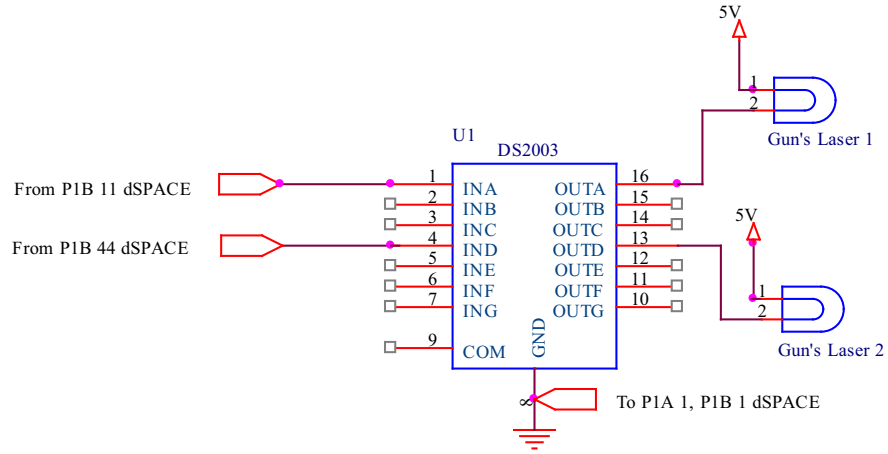 5V
1
2
Gun's Laser 1
U1
DS2003
From P1B 11 dSPACE
1 INA OUTA 16
2 INB OUTB 15
3 INC OUTC 14
From P1B 44 dSPACE
4 IND OUTD 13
5 INE OUTE 12
6 INF OUTF 11
7 ING OUTG 10
9 COM GND
5V
1
2
Gun's Laser 2
8
To P1A 1, P1B 1 dSPACE